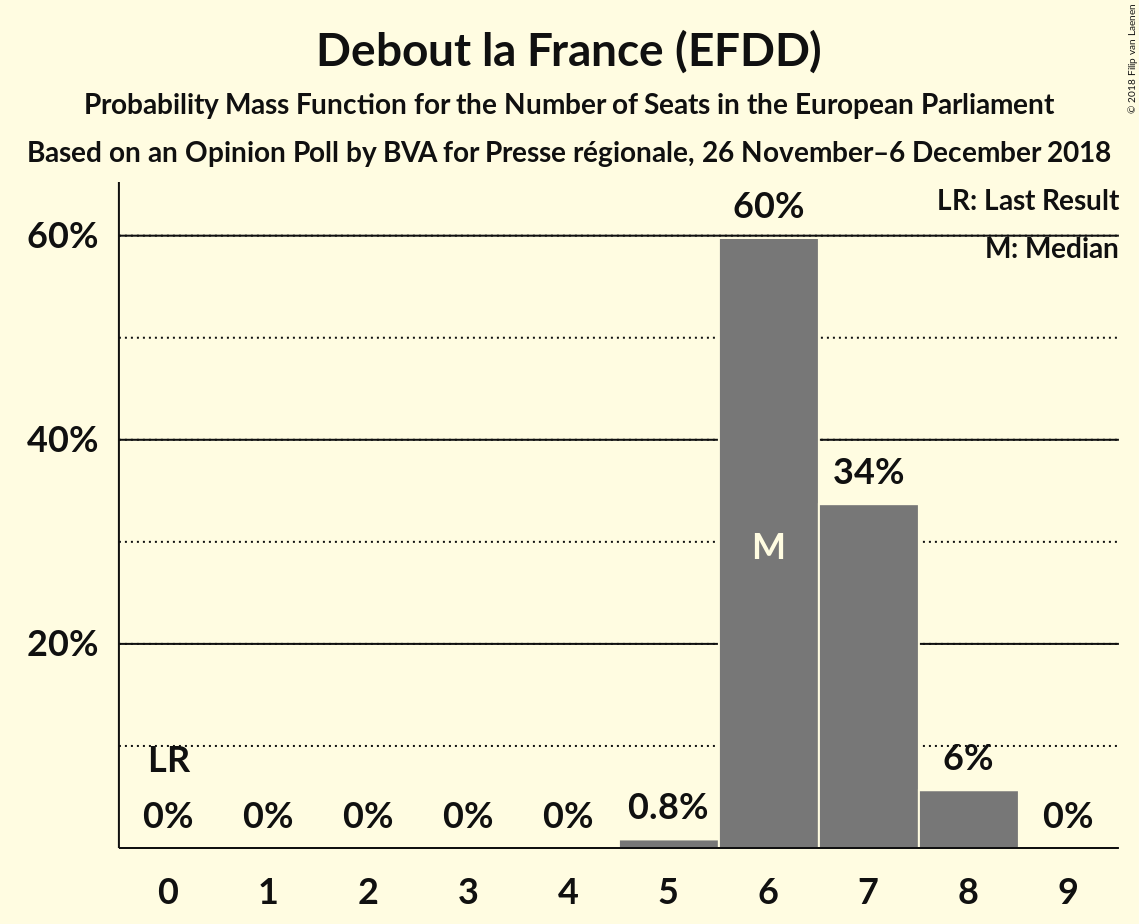 Debout la France (EFDD)
Probability Mass Function for the Number of Seats in the European Parliament
Based on an Opinion Poll by BVA for Presse régionale, 26 November–6 December 2018
© 2018 Filip van Laenen
LR: Last Result
M: Median
60%
40%
20%
LR
0%
0%
0%
0%
0%
0.8%
60%
M
34%
6%
0%
0 1 2 3 4 5 6 7 8 9